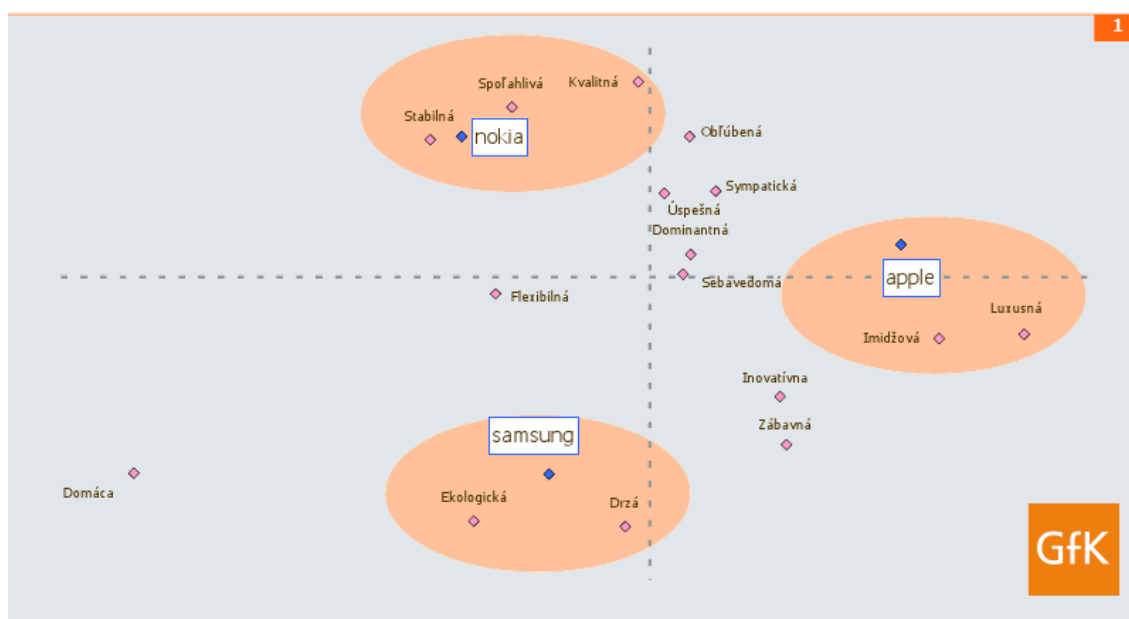 1
Spoľahlivá
Kvalitná
Stabilná
nokia
Obľúbená
Sympatická
Úspešná
Dominantná
Sebavedomá
apple
Flexibilná
Luxusná
Imidžová
Inovatívna
Zábavná
samsung
Domáca
Ekologická
Drzá
GfK